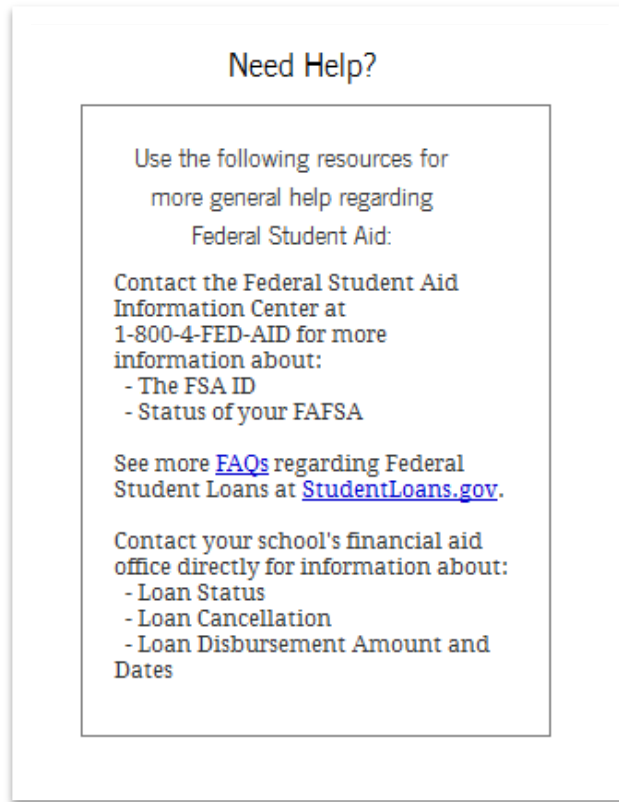 Need Help?
Use the following resources for
more general help regarding
Federal Student Aid:
Contact the Federal Student Aid
Information Center at
1-800-4-FED-AID for more
information about:
- The FSA ID
- Status of your FAFSA
See more FAQs regarding Federal
Student Loans at StudentLoans.gov.
Contact your school's financial aid
office directly for information about:
- Loan Status
- Loan Cancellation
- Loan Disbursement Amount and
Dates